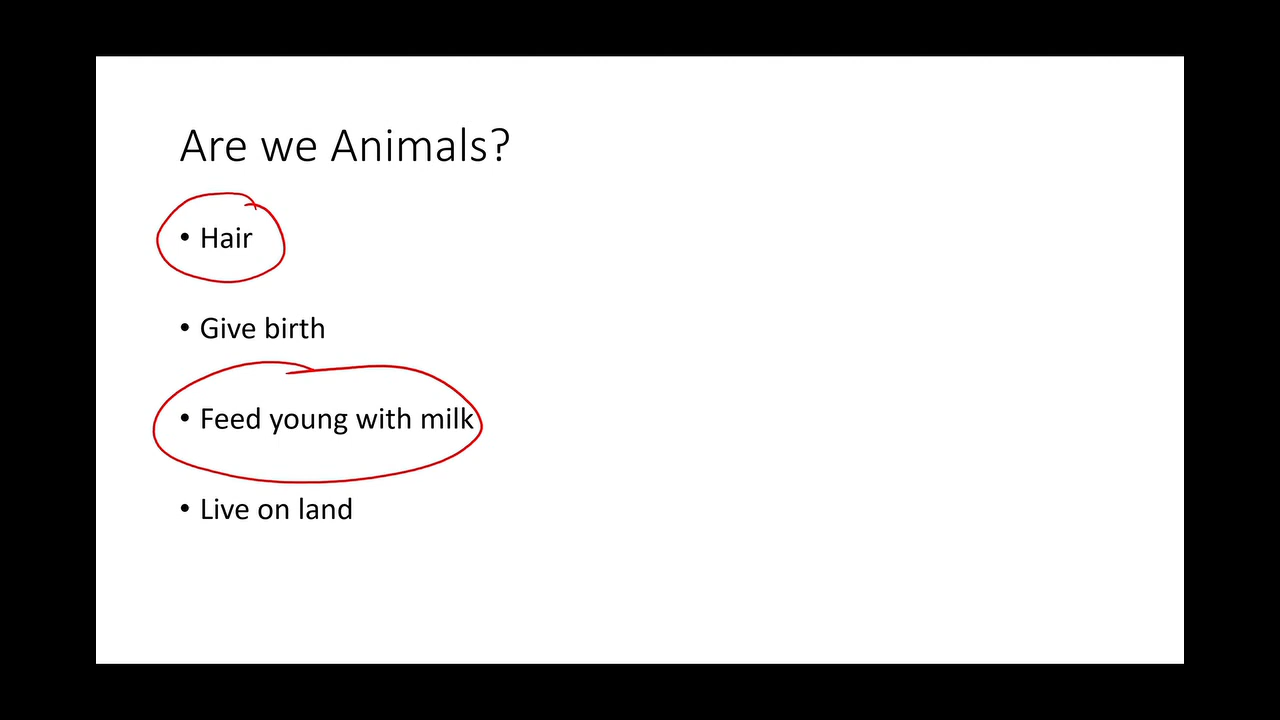 Are we Animals?
• Hair
• Give birth
• Feed young with milk
• Live on land